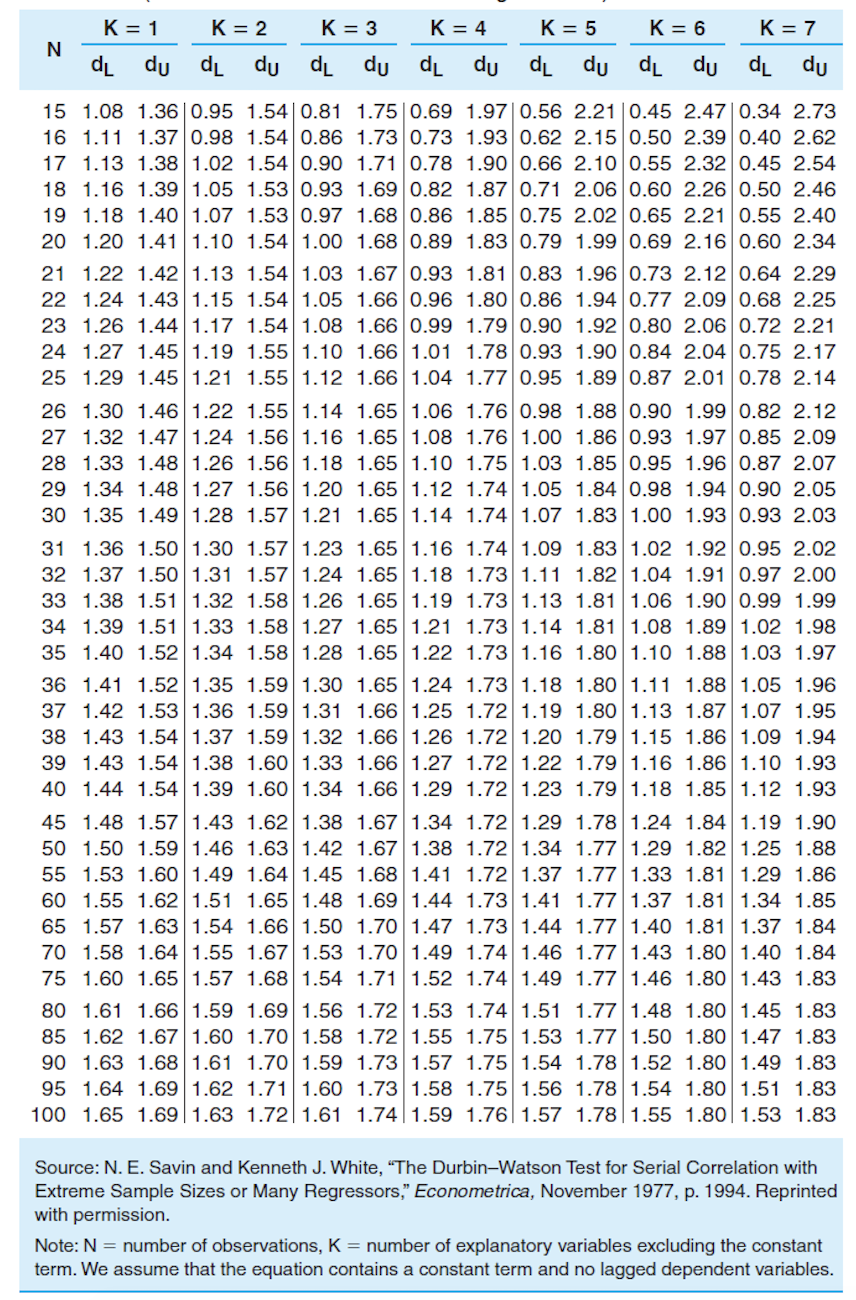 K = 1 K = 2 K = 3 K = 4 K = 5 K = 6 K = 7
N
dL dU dL dU dL dU dL dU dL dU dL dU dL dU
15 1.08 1.36 0.95 1.54 0.81 1.75 0.69 1.97 0.56 2.21 0.45 2.47 0.34 2.73
16 1.11 1.37 0.98 1.54 0.86 1.73 0.73 1.93 0.62 2.15 0.50 2.39 0.40 2.62
17 1.13 1.38 1.02 1.54 0.90 1.71 0.78 1.90 0.66 2.10 0.55 2.32 0.45 2.54
18 1.16 1.39 1.05 1.53 0.93 1.69 0.82 1.87 0.71 2.06 0.60 2.26 0.50 2.46
19 1.18 1.40 1.07 1.53 0.97 1.68 0.86 1.85 0.75 2.02 0.65 2.21 0.55 2.40
20 1.20 1.41 1.10 1.54 1.00 1.68 0.89 1.83 0.79 1.99 0.69 2.16 0.60 2.34
21 1.22 1.42 1.13 1.54 1.03 1.67 0.93 1.81 0.83 1.96 0.73 2.12 0.64 2.29
22 1.24 1.43 1.15 1.54 1.05 1.66 0.96 1.80 0.86 1.94 0.77 2.09 0.68 2.25
23 1.26 1.44 1.17 1.54 1.08 1.66 0.99 1.79 0.90 1.92 0.80 2.06 0.72 2.21
24 1.27 1.45 1.19 1.55 1.10 1.66 1.01 1.78 0.93 1.90 0.84 2.04 0.75 2.17
25 1.29 1.45 1.21 1.55 1.12 1.66 1.04 1.77 0.95 1.89 0.87 2.01 0.78 2.14
26 1.30 1.46 1.22 1.55 1.14 1.65 1.06 1.76 0.98 1.88 0.90 1.99 0.82 2.12
27 1.32 1.47 1.24 1.56 1.16 1.65 1.08 1.76 1.00 1.86 0.93 1.97 0.85 2.09
28 1.33 1.48 1.26 1.56 1.18 1.65 1.10 1.75 1.03 1.85 0.95 1.96 0.87 2.07
29 1.34 1.48 1.27 1.56 1.20 1.65 1.12 1.74 1.05 1.84 0.98 1.94 0.90 2.05
30 1.35 1.49 1.28 1.57 1.21 1.65 1.14 1.74 1.07 1.83 1.00 1.93 0.93 2.03
31 1.36 1.50 1.30 1.57 1.23 1.65 1.16 1.74 1.09 1.83 1.02 1.92 0.95 2.02
32 1.37 1.50 1.31 1.57 1.24 1.65 1.18 1.73 1.11 1.82 1.04 1.91 0.97 2.00
33 1.38 1.51 1.32 1.58 1.26 1.65 1.19 1.73 1.13 1.81 1.06 1.90 0.99 1.99
34 1.39 1.51 1.33 1.58 1.27 1.65 1.21 1.73 1.14 1.81 1.08 1.89 1.02 1.98
35 1.40 1.52 1.34 1.58 1.28 1.65 1.22 1.73 1.16 1.80 1.10 1.88 1.03 1.97
36 1.41 1.52 1.35 1.59 1.30 1.65 1.24 1.73 1.18 1.80 1.11 1.88 1.05 1.96
37 1.42 1.53 1.36 1.59 1.31 1.66 1.25 1.72 1.19 1.80 1.13 1.87 1.07 1.95
38 1.43 1.54 1.37 1.59 1.32 1.66 1.26 1.72 1.20 1.79 1.15 1.86 1.09 1.94
39 1.43 1.54 1.38 1.60 1.33 1.66 1.27 1.72 1.22 1.79 1.16 1.86 1.10 1.93
40 1.44 1.54 1.39 1.60 1.34 1.66 1.29 1.72 1.23 1.79 1.18 1.85 1.12 1.93
45 1.48 1.57 1.43 1.62 1.38 1.67 1.34 1.72 1.29 1.78 1.24 1.84 1.19 1.90
50 1.50 1.59 1.46 1.63 1.42 1.67 1.38 1.72 1.34 1.77 1.29 1.82 1.25 1.88
55 1.53 1.60 1.49 1.64 1.45 1.68 1.41 1.72 1.37 1.77 1.33 1.81 1.29 1.86
60 1.55 1.62 1.51 1.65 1.48 1.69 1.44 1.73 1.41 1.77 1.37 1.81 1.34 1.85
65 1.57 1.63 1.54 1.66 1.50 1.70 1.47 1.73 1.44 1.77 1.40 1.81 1.37 1.84
70 1.58 1.64 1.55 1.67 1.53 1.70 1.49 1.74 1.46 1.77 1.43 1.80 1.40 1.84
75 1.60 1.65 1.57 1.68 1.54 1.71 1.52 1.74 1.49 1.77 1.46 1.80 1.43 1.83
80 1.61 1.66 1.59 1.69 1.56 1.72 1.53 1.74 1.51 1.77 1.48 1.80 1.45 1.83
85 1.62 1.67 1.60 1.70 1.58 1.72 1.55 1.75 1.53 1.77 1.50 1.80 1.47 1.83
90 1.63 1.68 1.61 1.70 1.59 1.73 1.57 1.75 1.54 1.78 1.52 1.80 1.49 1.83
95 1.64 1.69 1.62 1.71 1.60 1.73 1.58 1.75 1.56 1.78 1.54 1.80 1.51 1.83
100 1.65 1.69 1.63 1.72 1.61 1.74 1.59 1.76 1.57 1.78 1.55 1.80 1.53 1.83
Source: N. E. Savin and Kenneth J. White, “The Durbin–Watson Test for Serial Correlation with
Extreme Sample Sizes or Many Regressors,” Econometrica, November 1977, p. 1994. Reprinted
with permission.
Note: N = number of observations, K = number of explanatory variables excluding the constant
term. We assume that the equation contains a constant term and no lagged dependent variables.